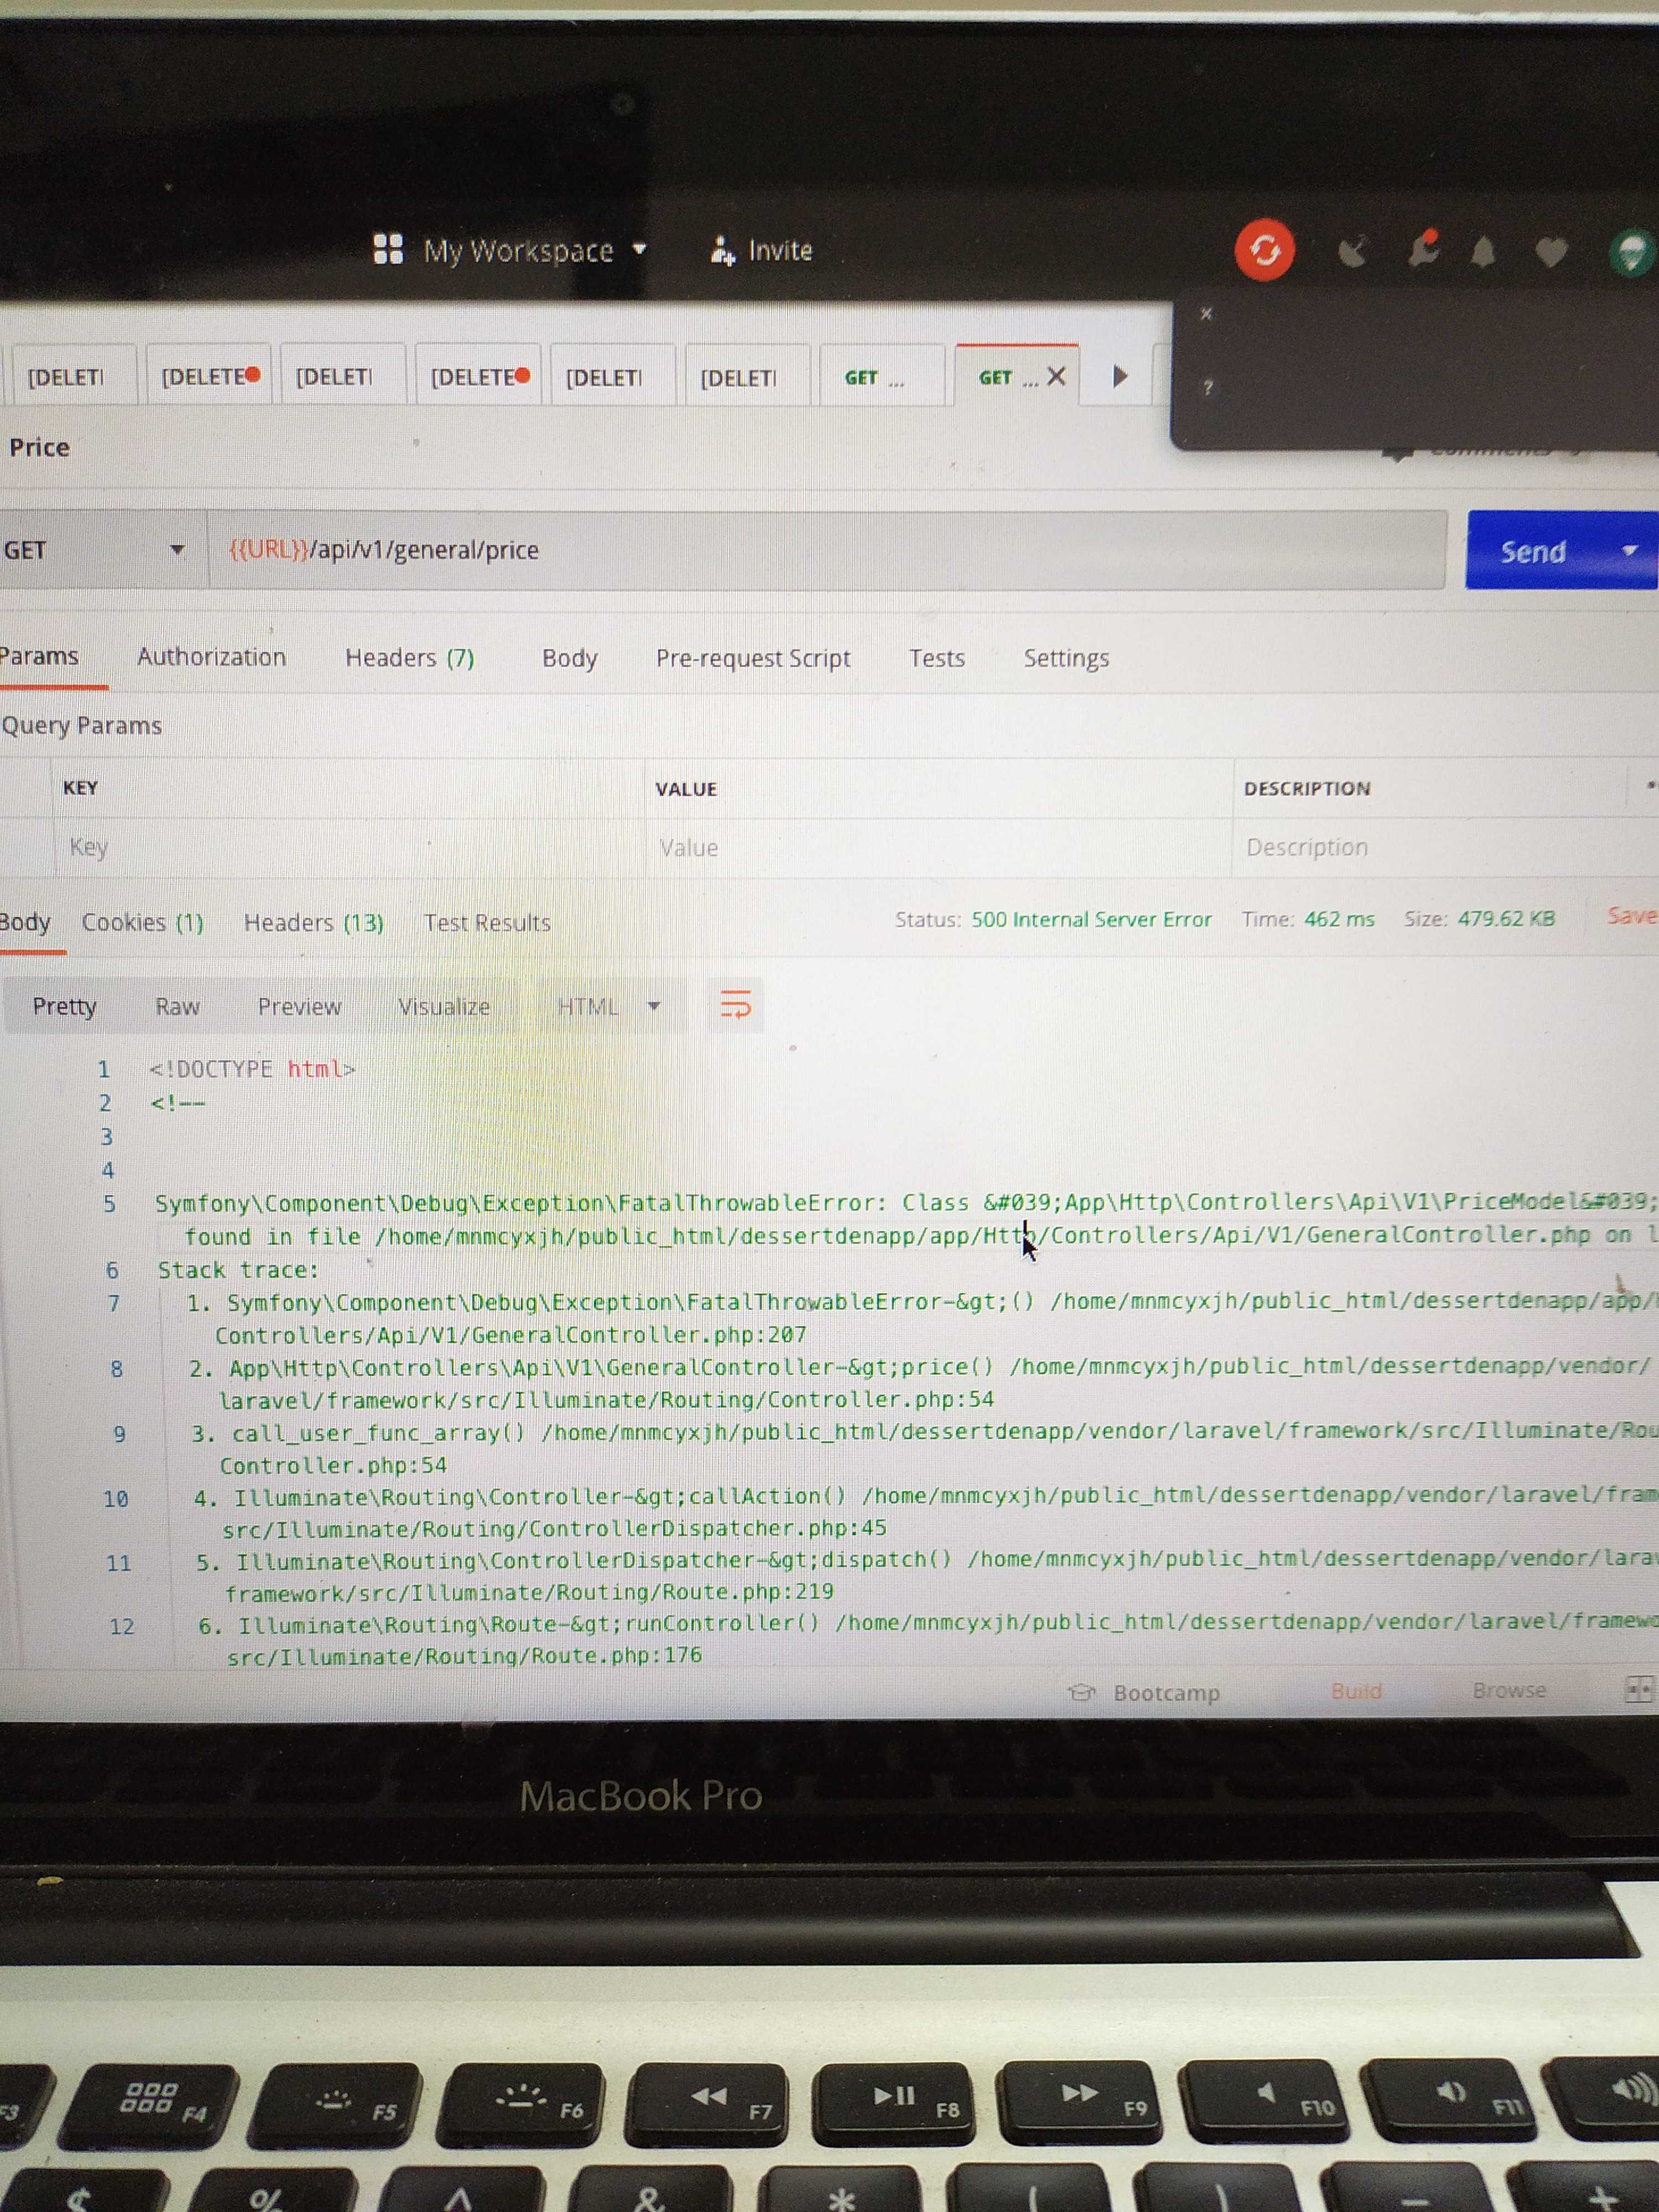 My Workspace Invite
[DELETI [DELETE [DELETI [DELETE [DELETI [DELETI GET ... GET ...
Price
GET {{URL}}/api/v1/general/price Send
Params Authorization Headers (7) Body Pre-request Script Tests Settings
Query Params
KEY VALUE DESCRIPTION
Key Value Description
Body Cookies (1) Headers (13) Test Results Status: 500 Internal Server Error Time: 462 ms Size: 479.62 KB Save
Pretty Raw Preview Visualize HTML
1 <!DOCTYPE html>
2 <!--
3
4
5 Symfony\Component\Debug\Exception\FatalThrowableError: Class &#039;App\Http\Controllers\Api\V1\PriceModel&#039;
found in file /home/mnmcyxjh/public_html/dessertdenapp/app/Http/Controllers/Api/V1/GeneralController.php on l
6 Stack trace:
7 1. Symfony\Component\Debug\Exception\FatalThrowableError-&gt;() /home/mnmcyxjh/public_html/dessertdenapp/app/
Controllers/Api/V1/GeneralController.php:207
8 2. App\Http\Controllers\Api\V1\GeneralController-&gt;price() /home/mnmcyxjh/public_html/dessertdenapp/vendor/
laravel/framework/src/Illuminate/Routing/Controller.php:54
9 3. call_user_func_array() /home/mnmcyxjh/public_html/dessertdenapp/vendor/laravel/framework/src/Illuminate/Rou
Controller.php:54
10 4. Illuminate\Routing\Controller-&gt;callAction() /home/mnmcyxjh/public_html/dessertdenapp/vendor/laravel/fram
src/Illuminate/Routing/ControllerDispatcher.php:45
11 5. Illuminate\Routing\ControllerDispatcher-&gt;dispatch() /home/mnmcyxjh/public_html/dessertdenapp/vendor/lara
framework/src/Illuminate/Routing/Route.php:219
12 6. Illuminate\Routing\Route-&gt;runController() /home/mnmcyxjh/public_html/dessertdenapp/vendor/laravel/framewo
src/Illuminate/Routing/Route.php:176
Bootcamp Build Browse
MacBook Pro
F3 F4 F5 F6 F7 F8 F9 F10 F11
$ % ^ & * ( ) - +